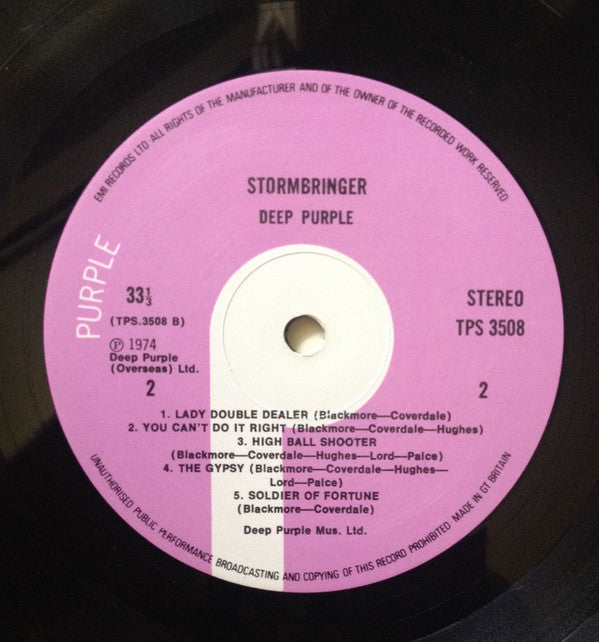 EMI RECORDS LTD ALL RIGHTS OF THE MANUFACTURER AND OF THE OWNER OF THE RECORDED WORK RESERVED
STORMBRINGER
DEEP PURPLE
PURPLE
33⅓
(TPS.3508 B)
Ⓟ 1974
Deep Purple
(Overseas) Ltd.
2
STEREO
TPS 3508
2
1. LADY DOUBLE DEALER (Blackmore—Coverdale)
2. YOU CAN'T DO IT RIGHT (Blackmore—Coverdale—Hughes)
3. HIGH BALL SHOOTER
(Blackmore—Coverdale—Hughes—Lord—Paice)
4. THE GYPSY (Blackmore—Coverdale—Hughes—
Lord—Paice)
5. SOLDIER OF FORTUNE
(Blackmore—Coverdale)
Deep Purple Mus. Ltd.
UNAUTHORISED PUBLIC PERFORMANCE BROADCASTING AND COPYING OF THIS RECORD PROHIBITED MADE IN GT BRITAIN